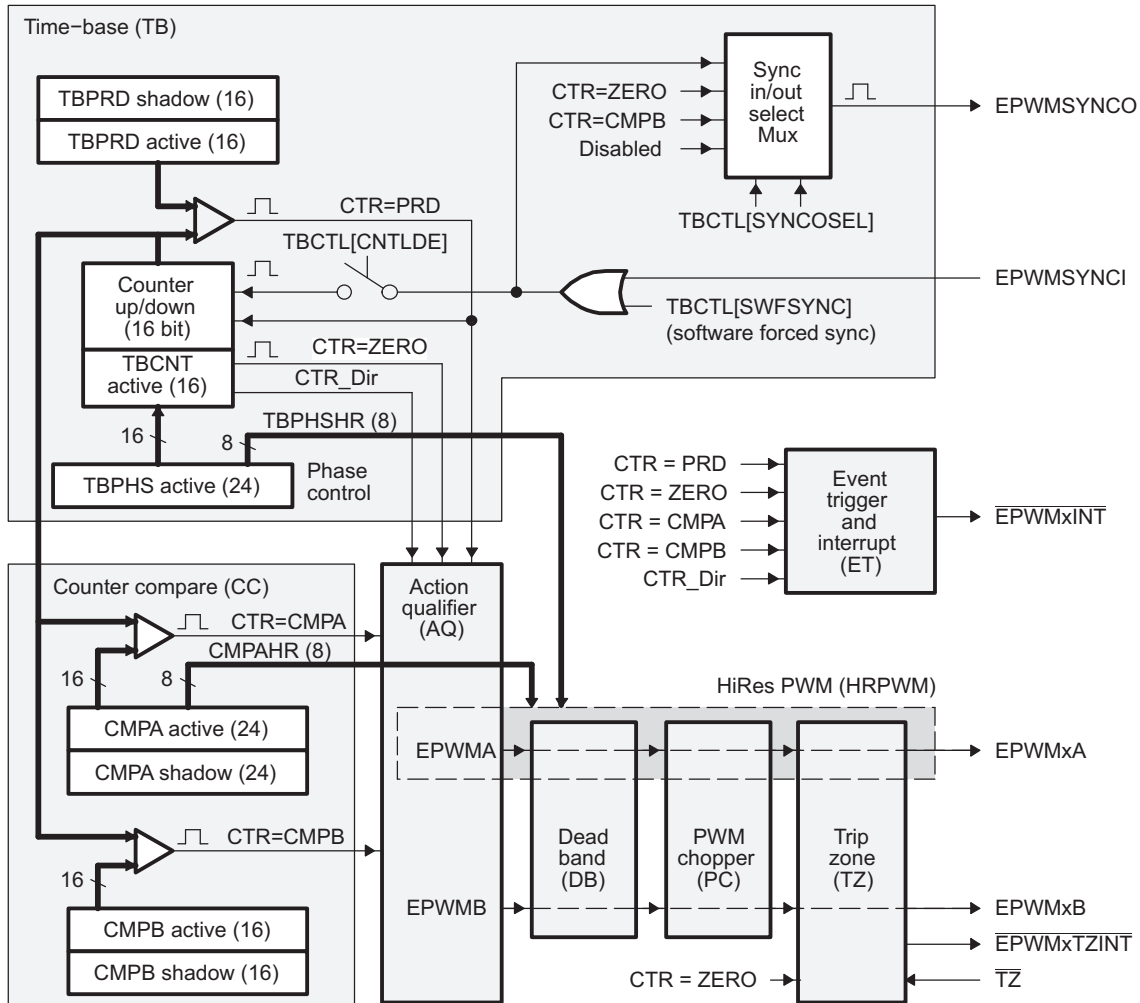 Time−base (TB)
TBPRD shadow (16)
TBPRD active (16)
CTR=PRD
TBCTL[CNTLDE]
Counter
up/down
(16 bit)
TBCNT
active (16)
CTR=ZERO
CTR_Dir
16
8
TBPHSHR (8)
TBPHS active (24)
Phase
control
CTR=ZERO
CTR=CMPB
Disabled
Sync
in/out
select
Mux
TBCTL[SYNCOSEL]
EPWMSYNCO
EPWMSYNCI
TBCTL[SWFSYNC]
(software forced sync)
CTR = PRD
CTR = ZERO
CTR = CMPA
CTR = CMPB
CTR_Dir
Event
trigger
and
interrupt
(ET)
EPWMxINT
Counter compare (CC)
CTR=CMPA
16
8
CMPAHR (8)
CMPA active (24)
CMPA shadow (24)
CTR=CMPB
16
CMPB active (16)
CMPB shadow (16)
Action
qualifier
(AQ)
EPWMA
EPWMB
HiRes PWM (HRPWM)
Dead
band
(DB)
PWM
chopper
(PC)
Trip
zone
(TZ)
CTR = ZERO
EPWMxA
EPWMxB
EPWMxTZINT
TZ